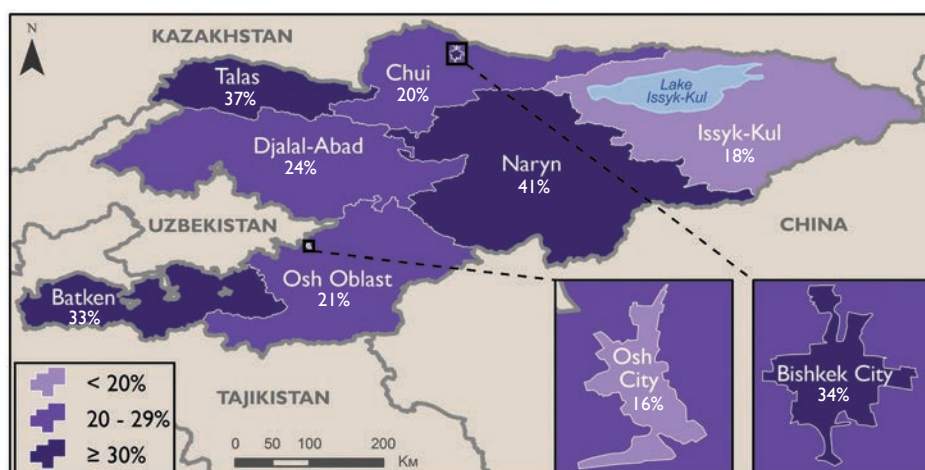 N
KAZAKHSTAN
Talas
37%
Chui
20%
Lake
Issyk-Kul
Issyk-Kul
18%
Djalal-Abad
24%
Naryn
41%
UZBEKISTAN
CHINA
Osh Oblast
21%
Batken
33%
Osh
City
16%
Bishkek City
34%
TAJIKISTAN
< 20%
20 - 29%
≥ 30%
0 50 100 200
KM